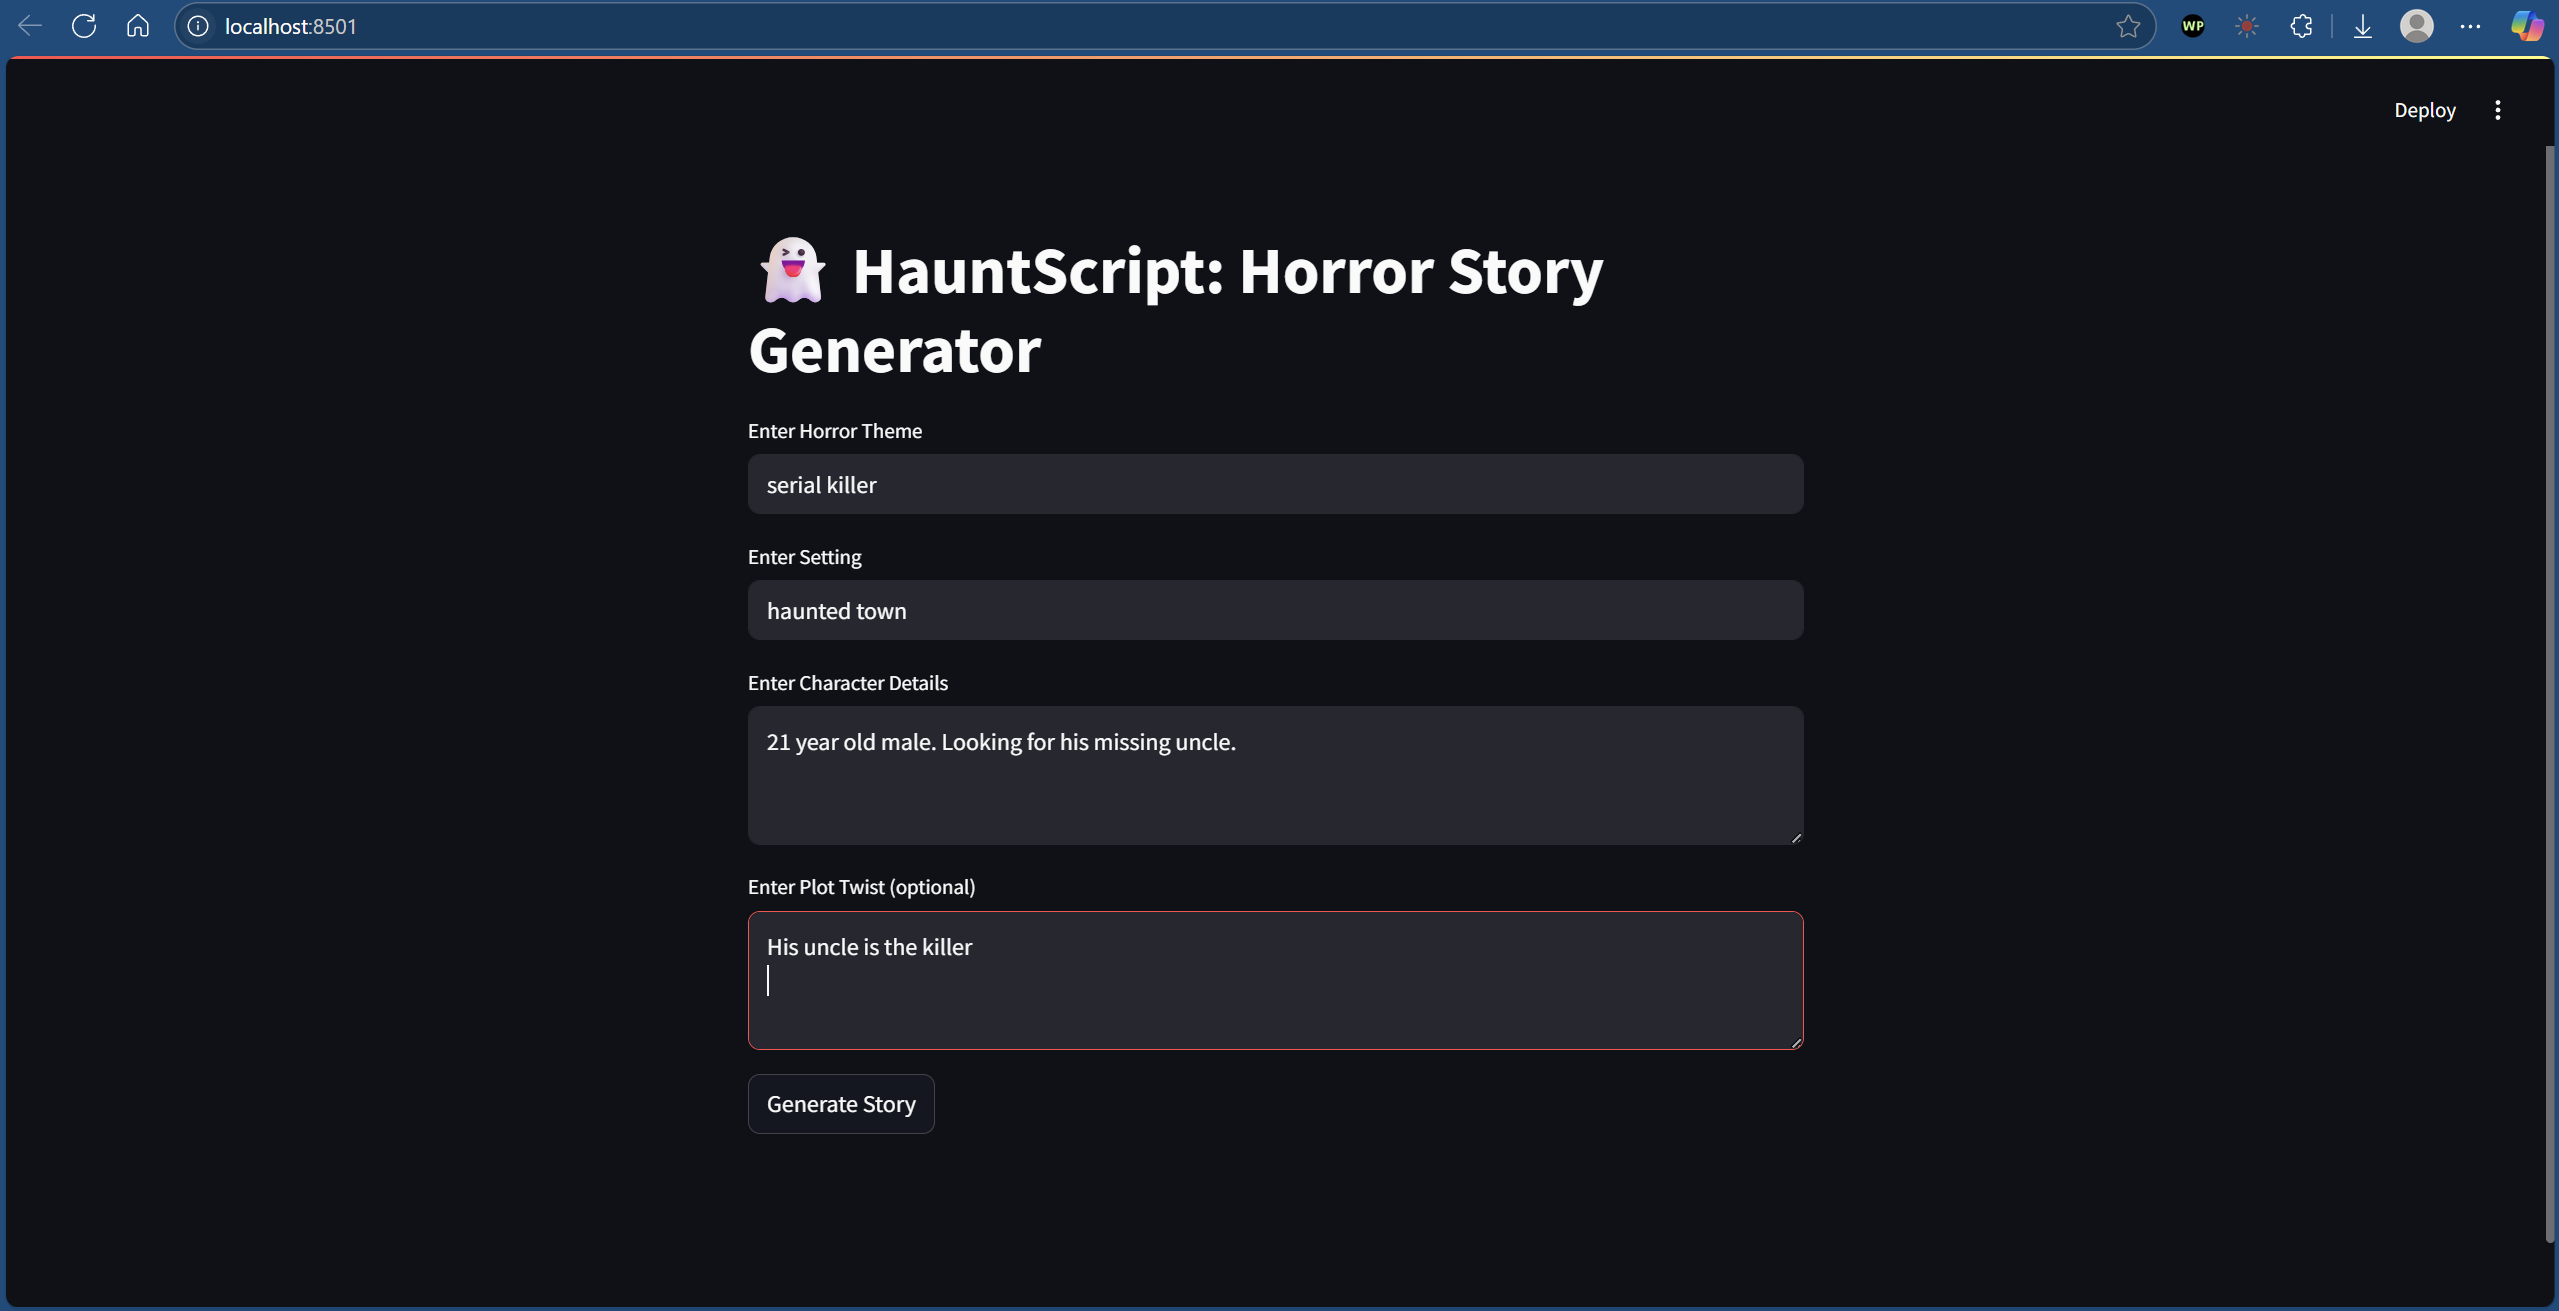 localhost:8501
WP
Deploy
HauntScript: Horror Story
Generator
Enter Horror Theme
serial killer
Enter Setting
haunted town
Enter Character Details
21 year old male. Looking for his missing uncle.
Enter Plot Twist (optional)
His uncle is the killer
Generate Story